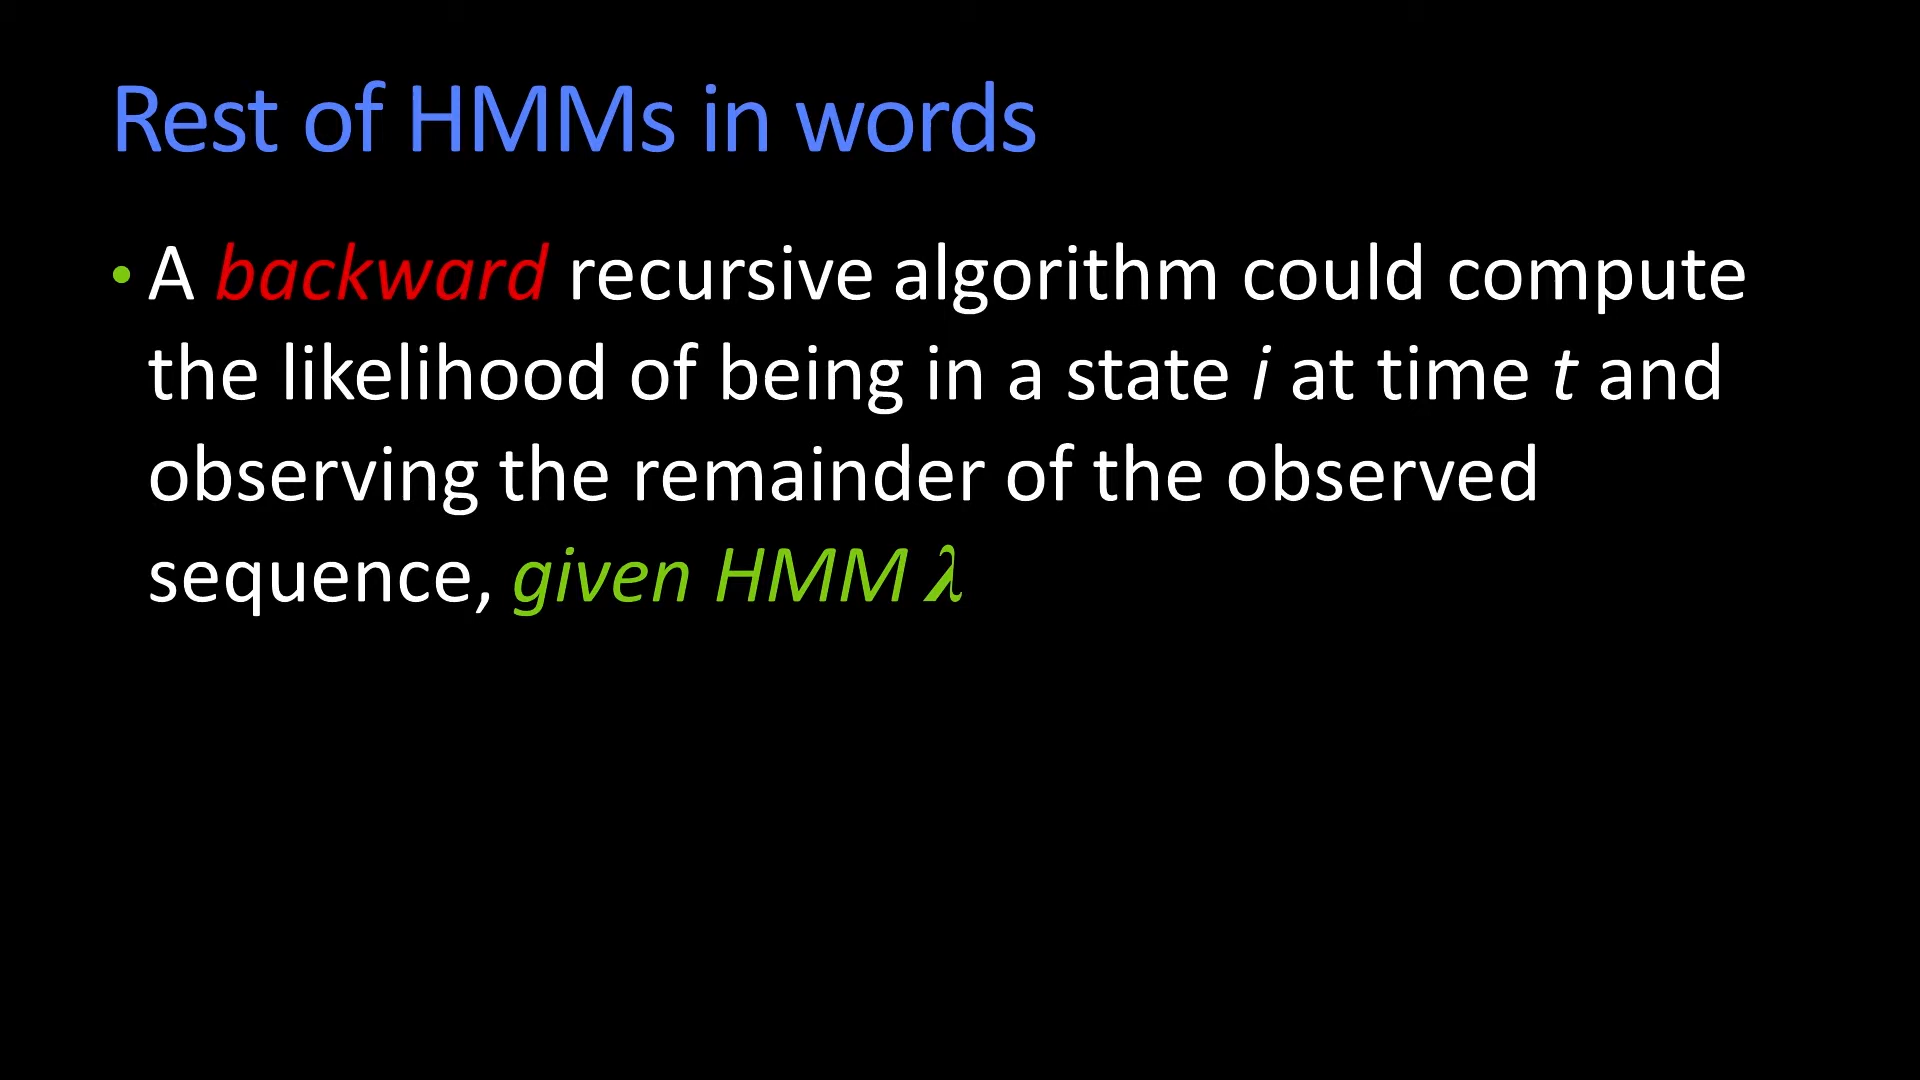 Rest of HMMs in words
• A backward recursive algorithm could compute
the likelihood of being in a state i at time t and
observing the remainder of the observed
sequence, given HMM λ